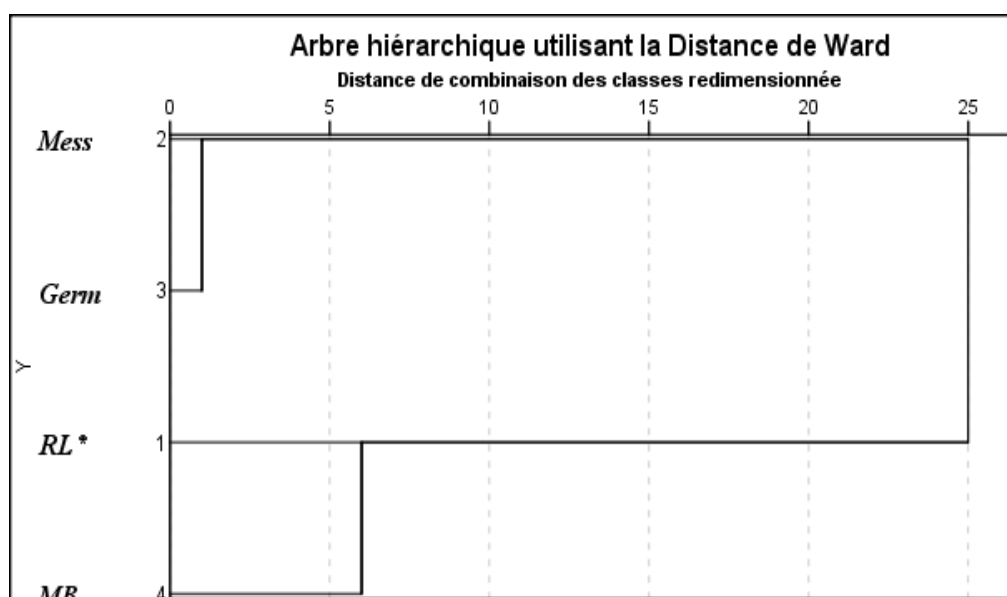 Arbre hiérarchique utilisant la Distance de Ward
Distance de combinaison des classes redimensionnée
0 5 10 15 20 25
Mess 2
Germ 3
Y
RL* 1
MB 4